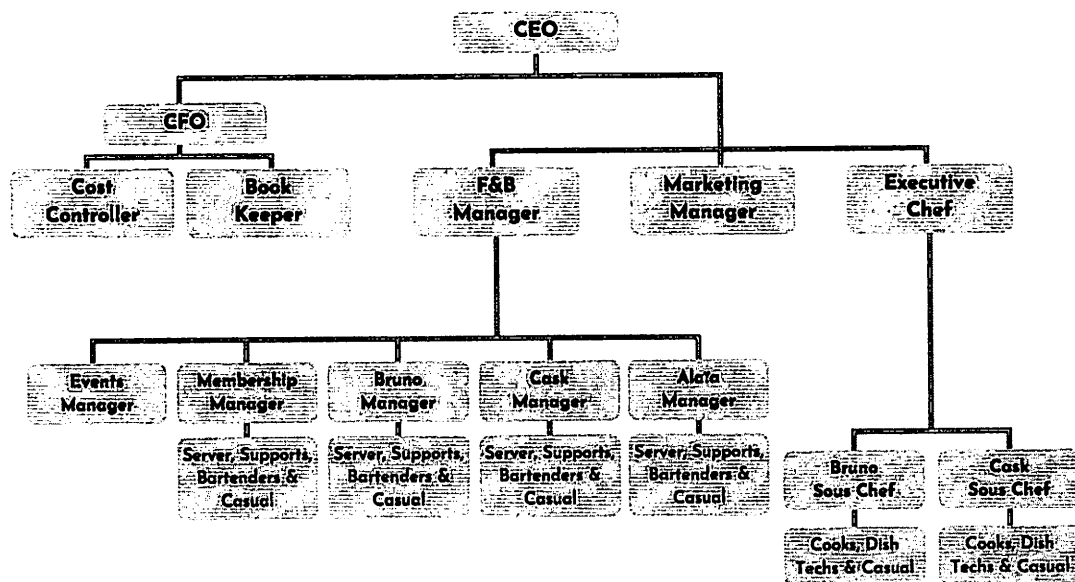 CEO
CFO
Cost
Controller
Book
Keeper
F&B
Manager
Marketing
Manager
Executive
Chef
Events
Manager
Membership
Manager
Bruno
Manager
Cask
Manager
Alaïa
Manager
Server, Supports,
Bartenders &
Casual
Server, Supports,
Bartenders &
Casual
Server, Supports,
Bartenders &
Casual
Server, Supports,
Bartenders &
Casual
Bruno
Sous Chef
Cask
Sous Chef
Cooks, Dish
Techs & Casual
Cooks, Dish
Techs & Casual